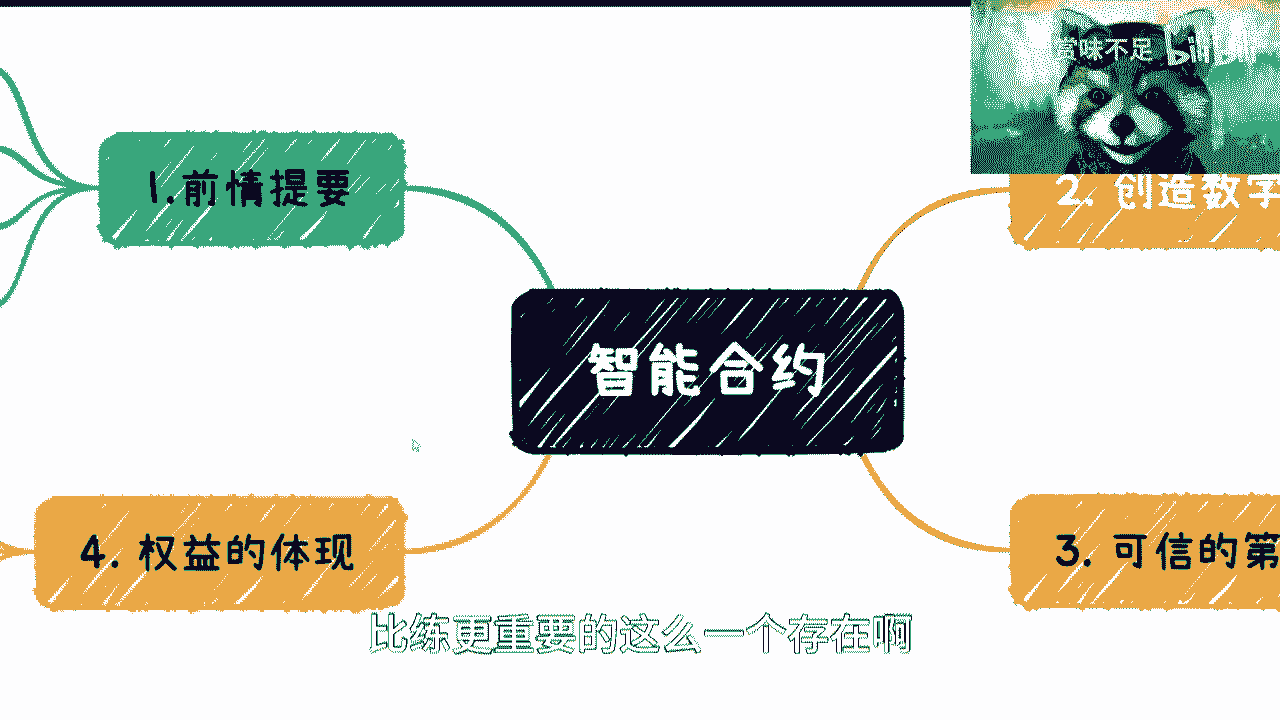 赏味不足 bilibili
1.前情提要
2. 创造数字
智能合约
4. 权益的体现
3. 可信的第
比练更重要的这么一个存在啊